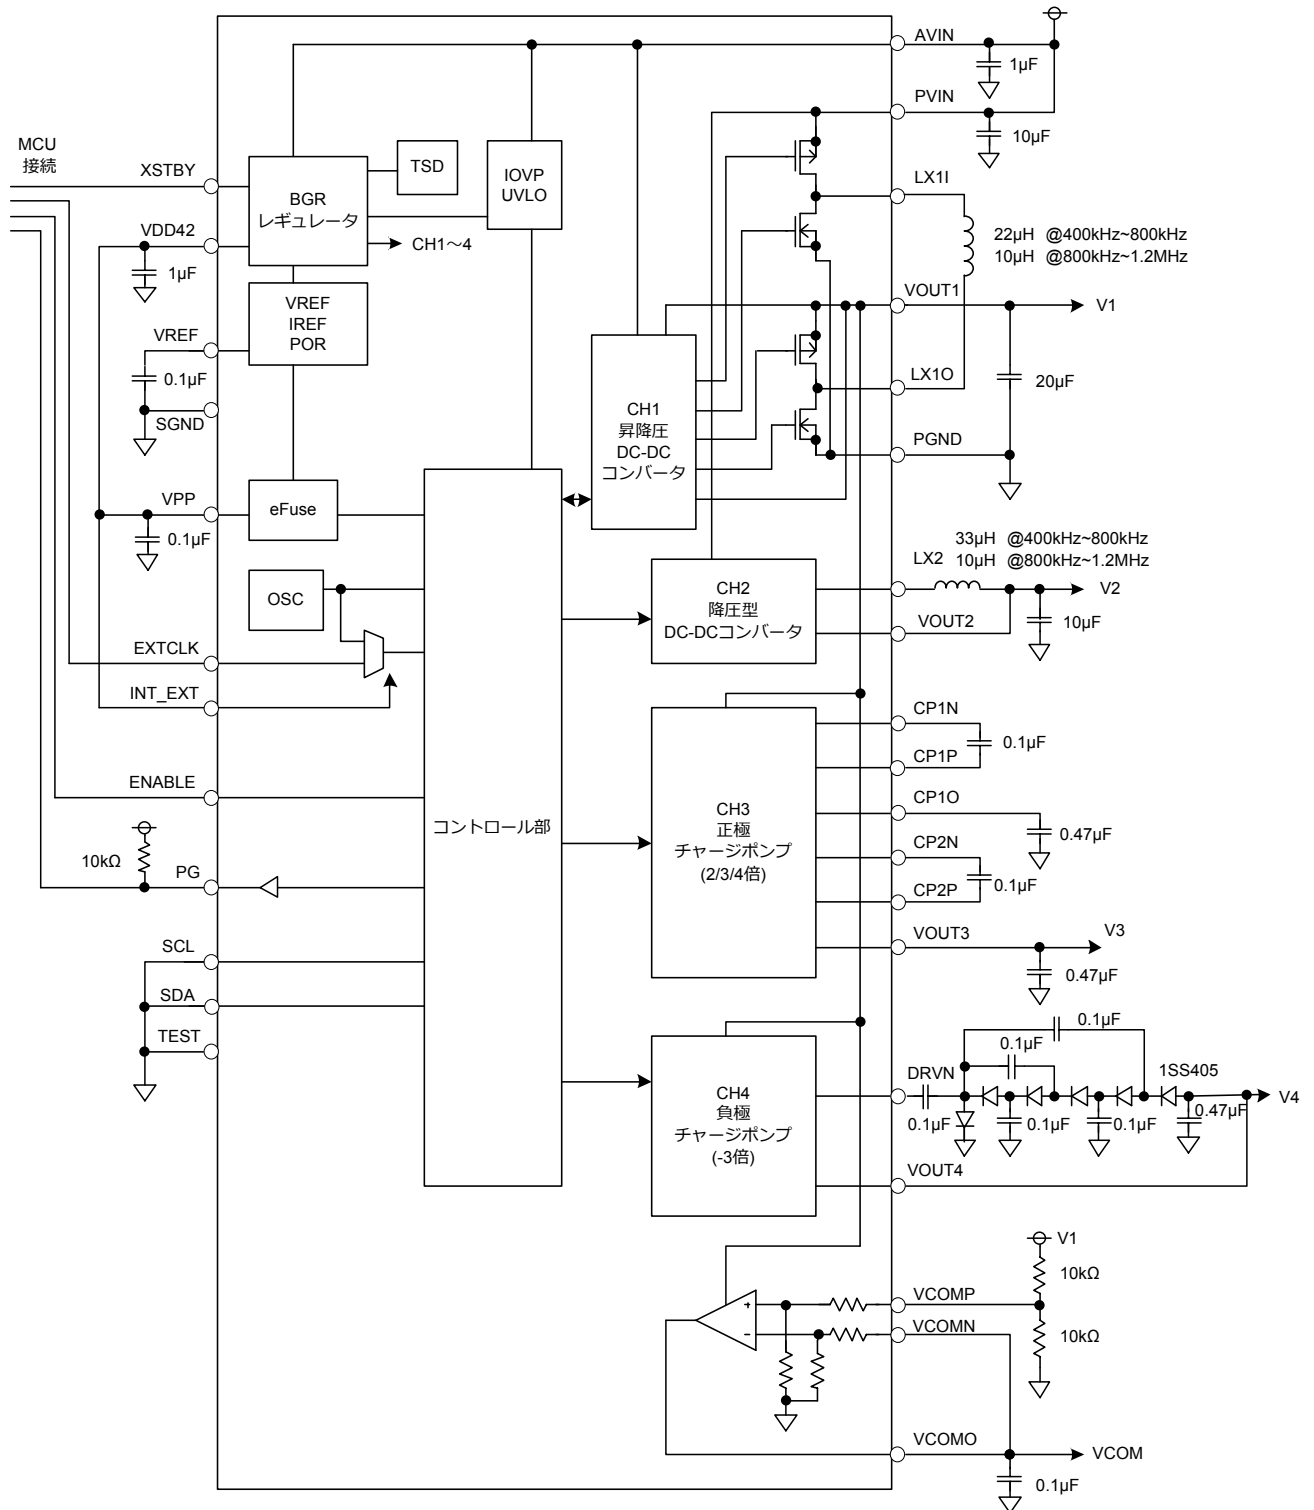 AVIN
1µF
PVIN
10µF
MCU
接続
XSTBY
TSD
IOVP
UVLO
BGR
レギュレータ
LX1I
VDD42
CH1～4
1µF
22µH @400kHz~800kHz
10µH @800kHz~1.2MHz
VREF
IREF
POR
VOUT1
V1
VREF
0.1µF
SGND
LX1O
20µF
CH1
昇降圧
DC-DC
コンバータ
PGND
VPP
eFuse
0.1µF
33µH @400kHz~800kHz
LX2 10µH @800kHz~1.2MHz
OSC
CH2
降圧型
DC-DCコンバータ
V2
VOUT2
10µF
EXTCLK
INT_EXT
CP1N
0.1µF
CP1P
ENABLE
コントロール部
CH3
正極
チャージポンプ
(2/3/4倍)
CP1O
0.47µF
CP2N
0.1µF
CP2P
10kΩ
PG
VOUT3
V3
0.47µF
SCL
SDA
TEST
0.1µF
0.1µF
DRVN
1SS405
CH4
負極
チャージポンプ
(-3倍)
V4
0.1µF
0.1µF
0.1µF
0.47µF
VOUT4
V1
10kΩ
VCOMP
+
VCOMN
-
10kΩ
VCOMO
VCOM
0.1µF